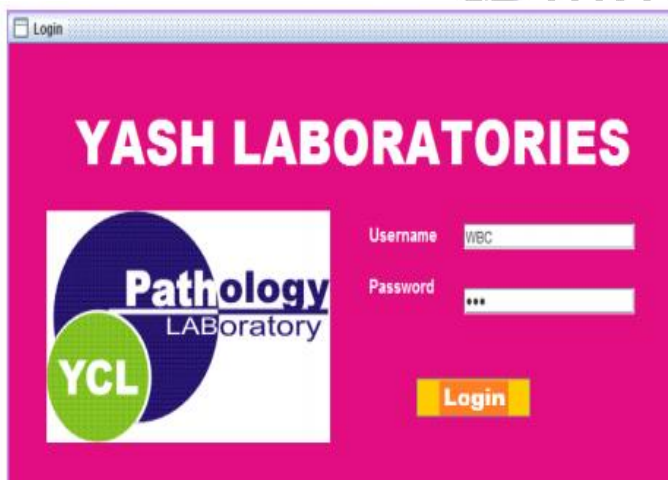 Login
YASH LABORATORIES
Pathology
LABoratory
YCL
Username WBC
Password •••
Login